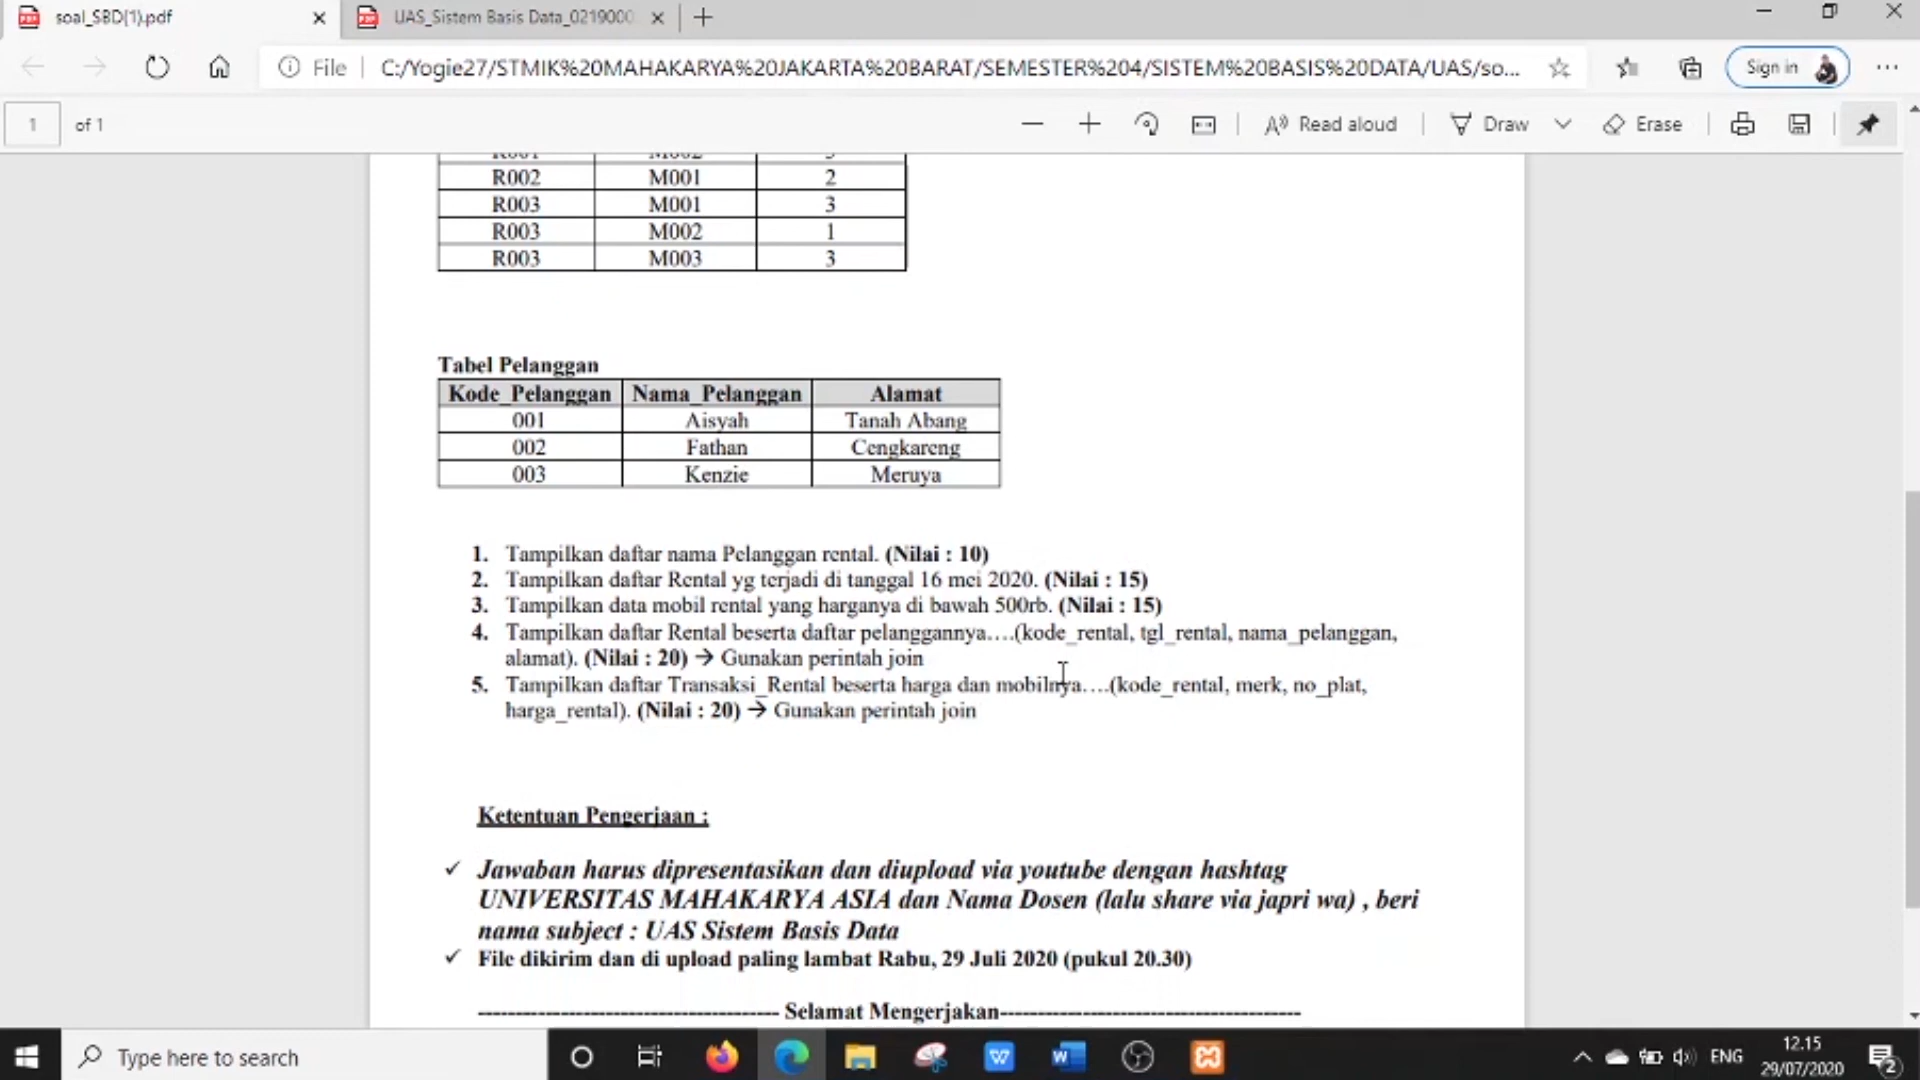 soal_SBD(1).pdf
UAS_Sistem Basis Data_0219000
File
C:/Yogie27/STMIK%20MAHAKARYA%20JAKARTA%20BARAT/SEMESTER%204/SISTEM%20BASIS%20DATA/UAS/so...
Sign in
1 of 1
Read aloud
Draw
Erase
R001 M002
R002 M001 2
R003 M001 3
R003 M002 1
R003 M003 3
Tabel Pelanggan
Kode_Pelanggan Nama_Pelanggan Alamat
001 Aisyah Tanah Abang
002 Fathan Cengkareng
003 Kenzie Meruya
1. Tampilkan daftar nama Pelanggan rental. (Nilai : 10)
2. Tampilkan daftar Rental yg terjadi di tanggal 16 mei 2020. (Nilai : 15)
3. Tampilkan data mobil rental yang harganya di bawah 500rb. (Nilai : 15)
4. Tampilkan daftar Rental beserta daftar pelanggannya….(kode_rental, tgl_rental, nama_pelanggan,
alamat). (Nilai : 20) → Gunakan perintah join
5. Tampilkan daftar Transaksi_Rental beserta harga dan mobilnya….(kode_rental, merk, no_plat,
harga_rental). (Nilai : 20) → Gunakan perintah join
Ketentuan Pengerjaan :
✓ Jawaban harus dipresentasikan dan diupload via youtube dengan hashtag
UNIVERSITAS MAHAKARYA ASIA dan Nama Dosen (lalu share via japri wa) , beri
nama subject : UAS Sistem Basis Data
✓ File dikirim dan di upload paling lambat Rabu, 29 Juli 2020 (pukul 20.30)
---------------------------------------- Selamat Mengerjakan----------------------------------------
Type here to search
ENG
12.15
29/07/2020
2